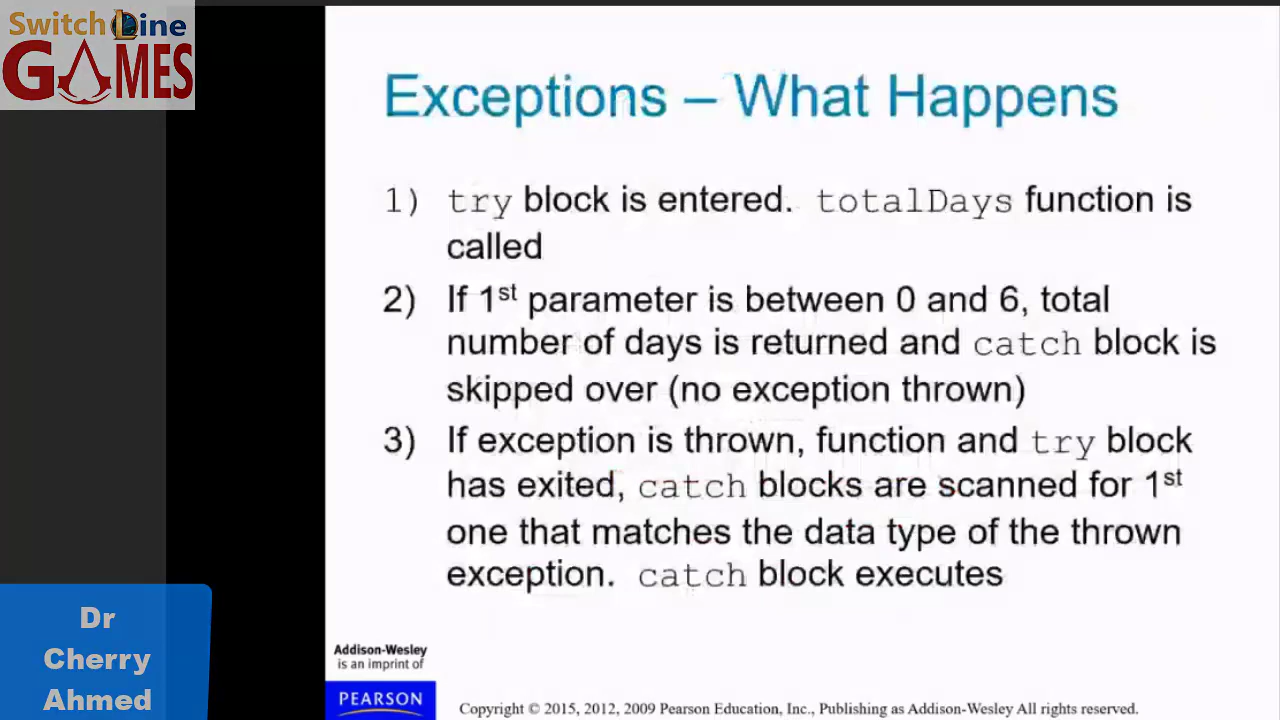 Switch Line
GAMES
Exceptions – What Happens
1) try block is entered. totalDays function is
called
2) If 1st parameter is between 0 and 6, total
number of days is returned and catch block is
skipped over (no exception thrown)
3) If exception is thrown, function and try block
has exited, catch blocks are scanned for 1st
one that matches the data type of the thrown
exception. catch block executes
Dr
Cherry
Ahmed
Addison-Wesley
is an imprint of
PEARSON
Copyright © 2015, 2012, 2009 Pearson Education, Inc., Publishing as Addison-Wesley All rights reserved.